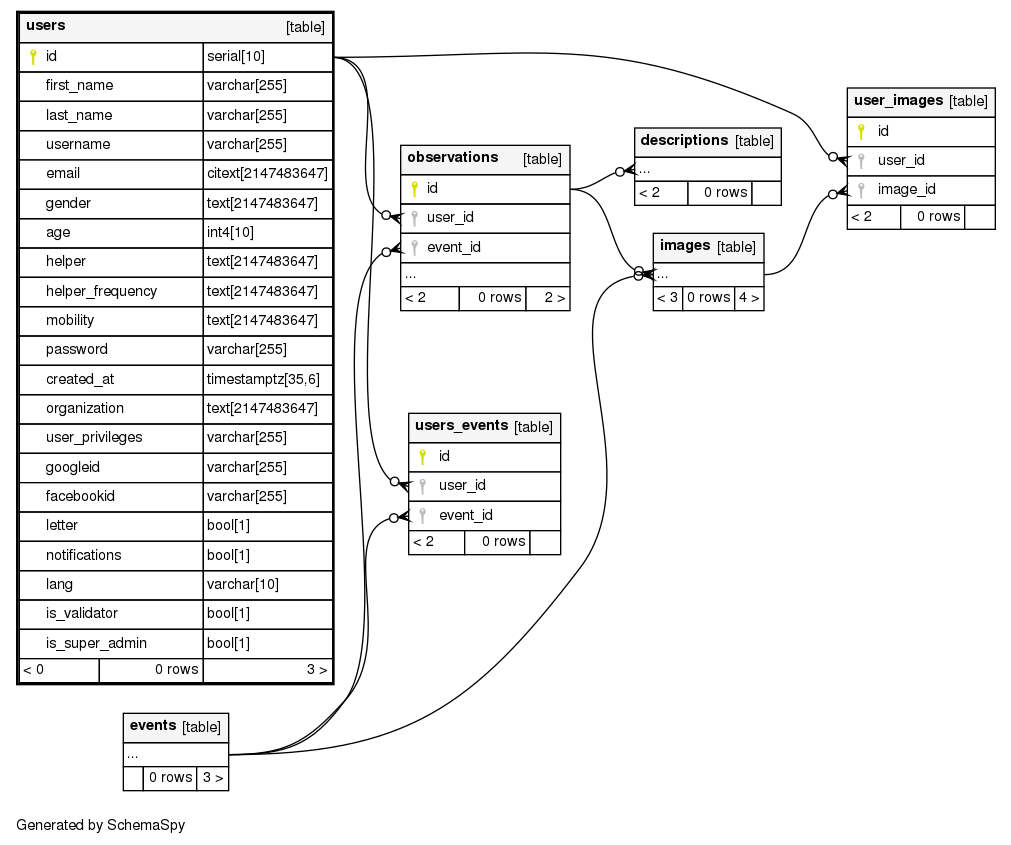 users [table]
id serial[10]
first_name varchar[255]
last_name varchar[255]
username varchar[255]
email citext[2147483647]
gender text[2147483647]
age int4[10]
helper text[2147483647]
helper_frequency text[2147483647]
mobility text[2147483647]
password varchar[255]
created_at timestamptz[35,6]
organization text[2147483647]
user_privileges varchar[255]
googleid varchar[255]
facebookid varchar[255]
letter bool[1]
notifications bool[1]
lang varchar[10]
is_validator bool[1]
is_super_admin bool[1]
< 0 0 rows 3 >
observations [table]
id
user_id
event_id
...
< 2 0 rows 2 >
descriptions [table]
...
< 2 0 rows
images [table]
...
< 3 0 rows 4 >
user_images [table]
id
user_id
image_id
< 2 0 rows
users_events [table]
id
user_id
event_id
< 2 0 rows
events [table]
...
0 rows 3 >
Generated by SchemaSpy